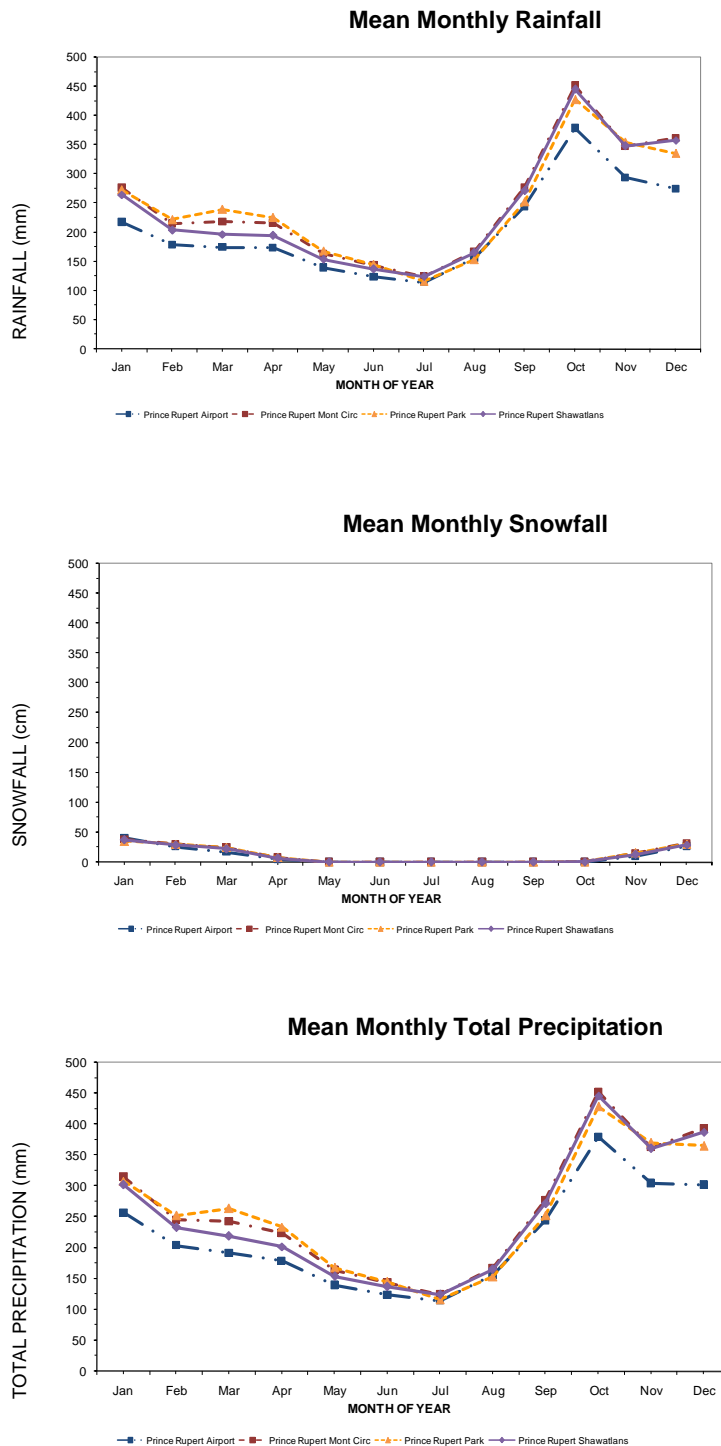 Mean Monthly Rainfall
500
450
400
350
300
250
200
150
100
50
0
RAINFALL (mm)
Jan Feb Mar Apr May Jun Jul Aug Sep Oct Nov Dec
MONTH OF YEAR
Prince Rupert Airport Prince Rupert Mont Circ Prince Rupert Park Prince Rupert Shawatlans
Mean Monthly Snowfall
500
450
400
350
300
250
200
150
100
50
0
SNOWFALL (cm)
Jan Feb Mar Apr May Jun Jul Aug Sep Oct Nov Dec
MONTH OF YEAR
Prince Rupert Airport Prince Rupert Mont Circ Prince Rupert Park Prince Rupert Shawatlans
Mean Monthly Total Precipitation
500
450
400
350
300
250
200
150
100
50
0
TOTAL PRECIPITATION (mm)
Jan Feb Mar Apr May Jun Jul Aug Sep Oct Nov Dec
MONTH OF YEAR
Prince Rupert Airport Prince Rupert Mont Circ Prince Rupert Park Prince Rupert Shawatlans